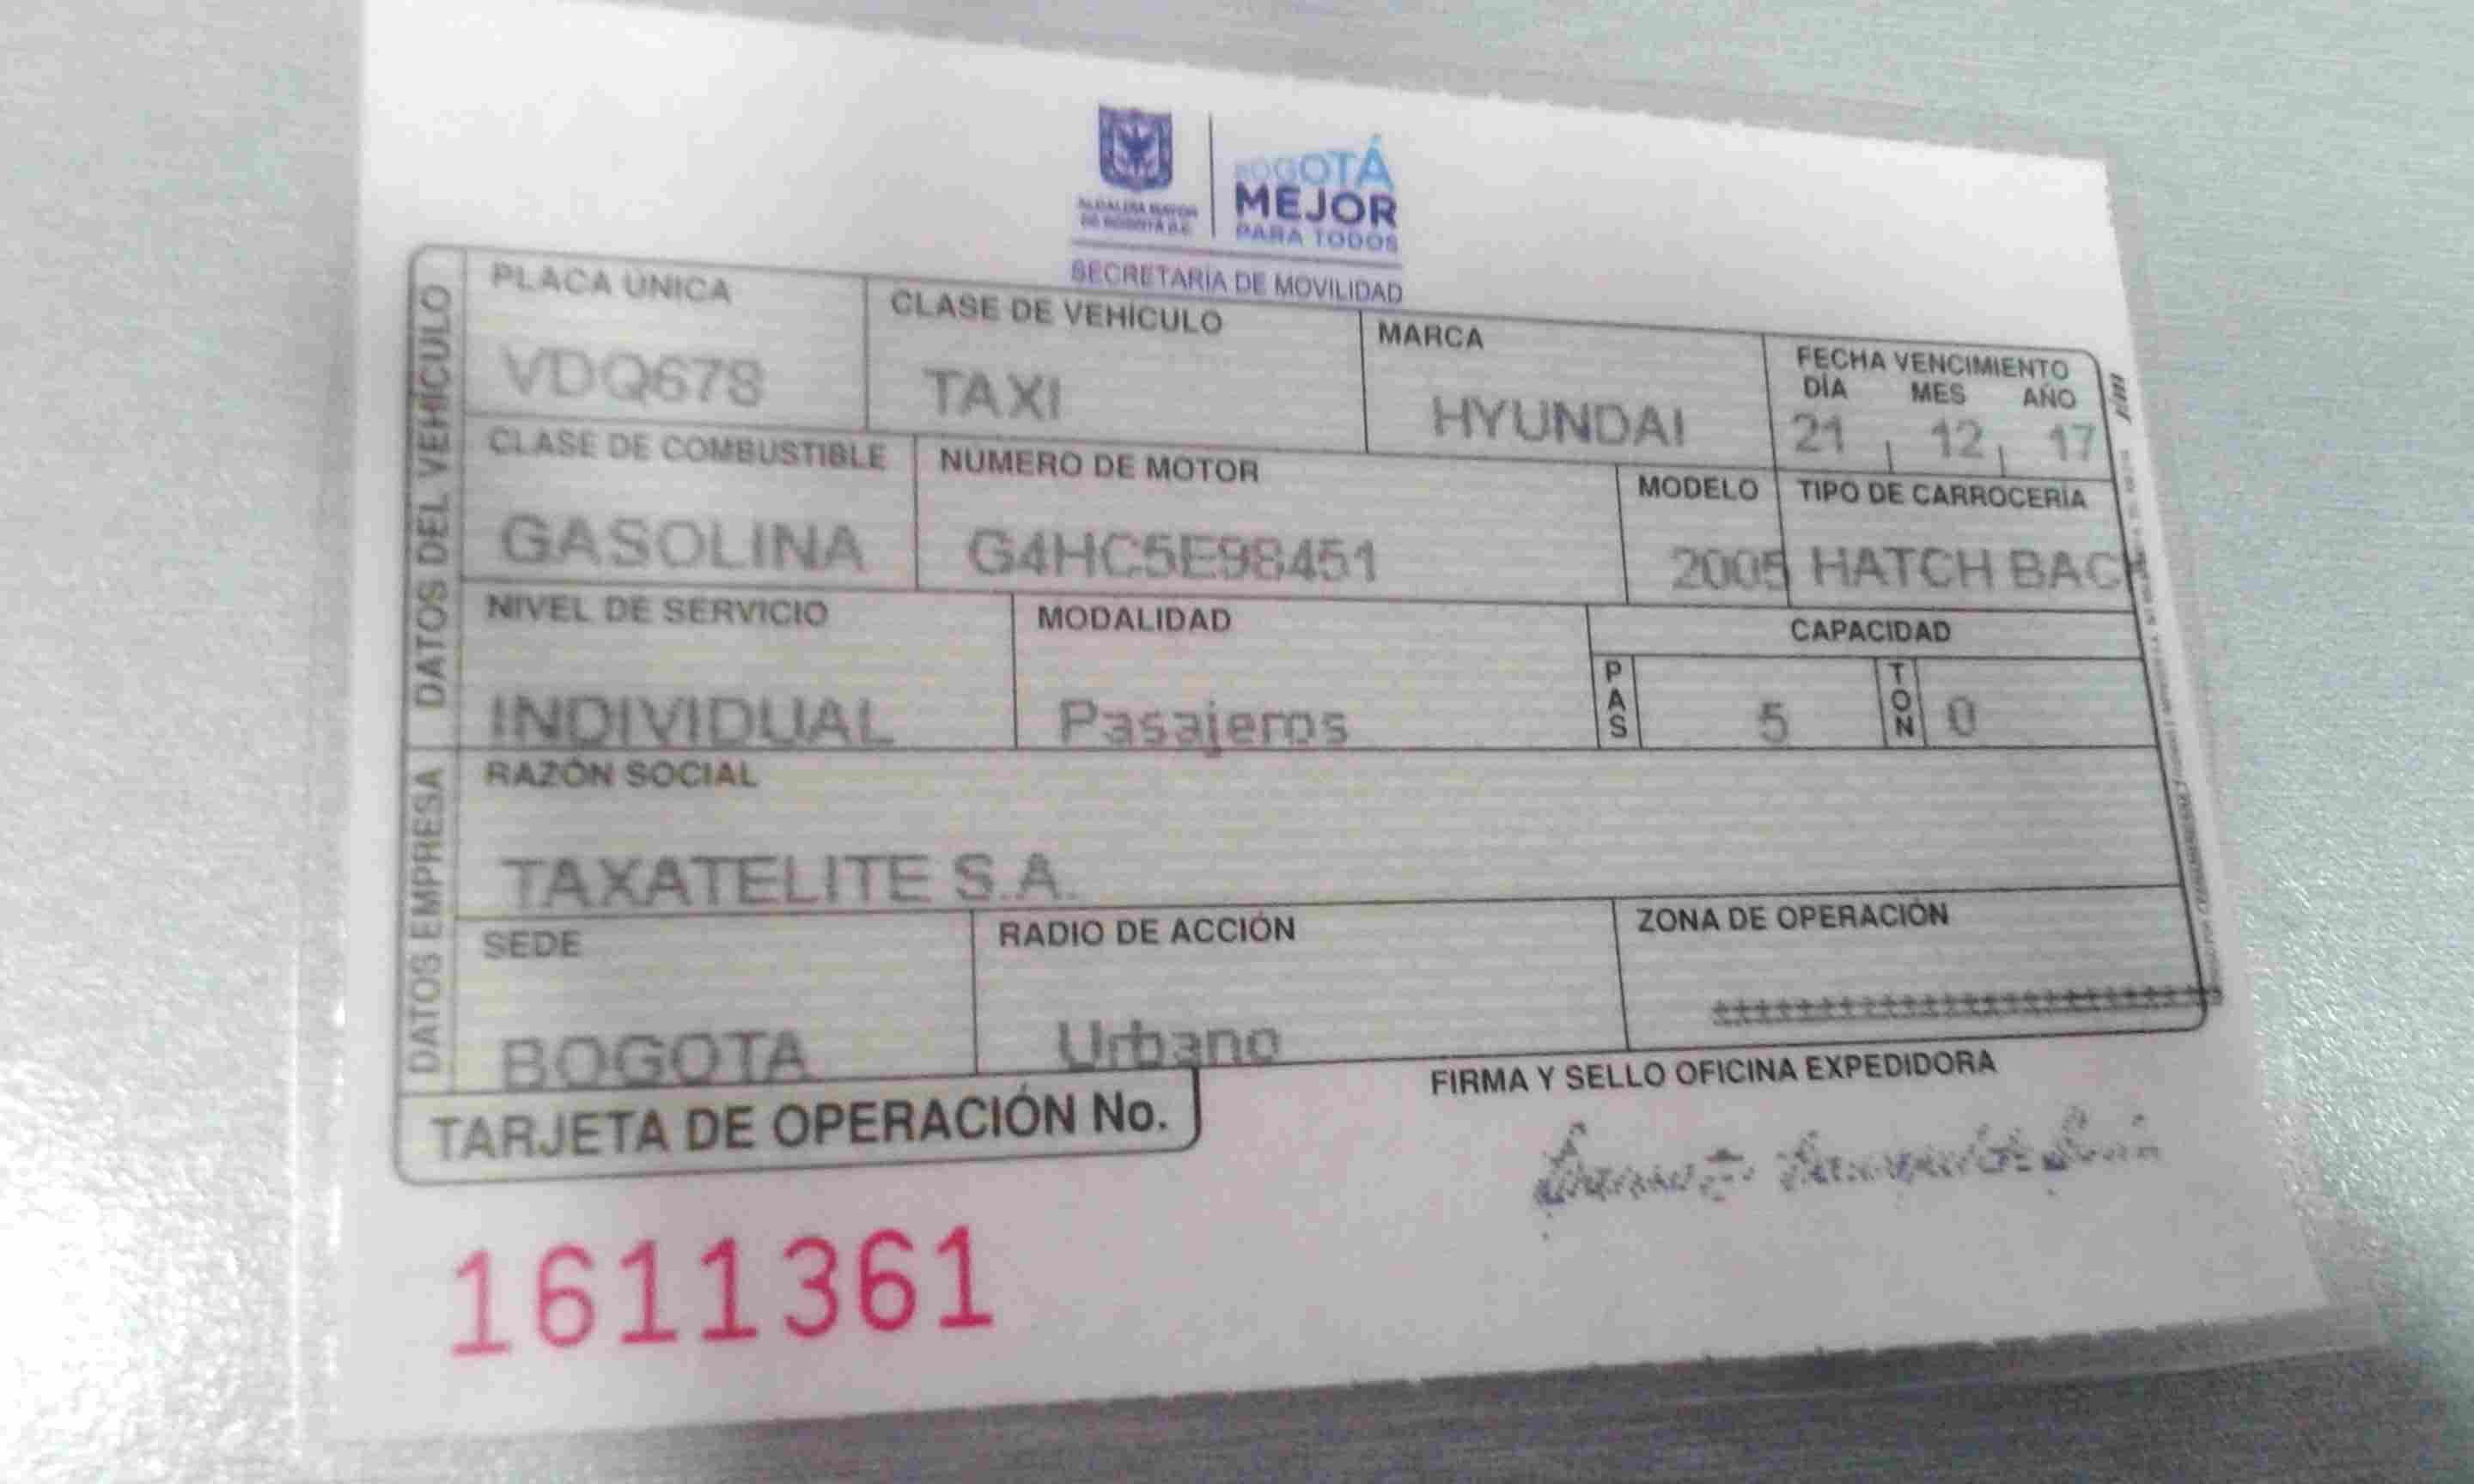 ALCALDÍA MAYOR
DE BOGOTÁ D.C.
BOGOTÁ
MEJOR
PARA TODOS
SECRETARÍA DE MOVILIDAD
DATOS DEL VEHÍCULO
PLACA ÚNICA
VDQ678
CLASE DE VEHÍCULO
TAXI
MARCA
HYUNDAI
FECHA VENCIMIENTO
DÍA MES AÑO
21 12 17
CLASE DE COMBUSTIBLE
GASOLINA
NÚMERO DE MOTOR
G4HC5E98451
MODELO
2005
TIPO DE CARROCERÍA
HATCH BACK
NIVEL DE SERVICIO
INDIVIDUAL
MODALIDAD
Pasajeros
CAPACIDAD
PAS 5 TON 0
DATOS EMPRESA
RAZÓN SOCIAL
TAXATELITE S.A.
SEDE
BOGOTA
RADIO DE ACCIÓN
Urbano
ZONA DE OPERACIÓN
TARJETA DE OPERACIÓN No.
1611361
FIRMA Y SELLO OFICINA EXPEDIDORA